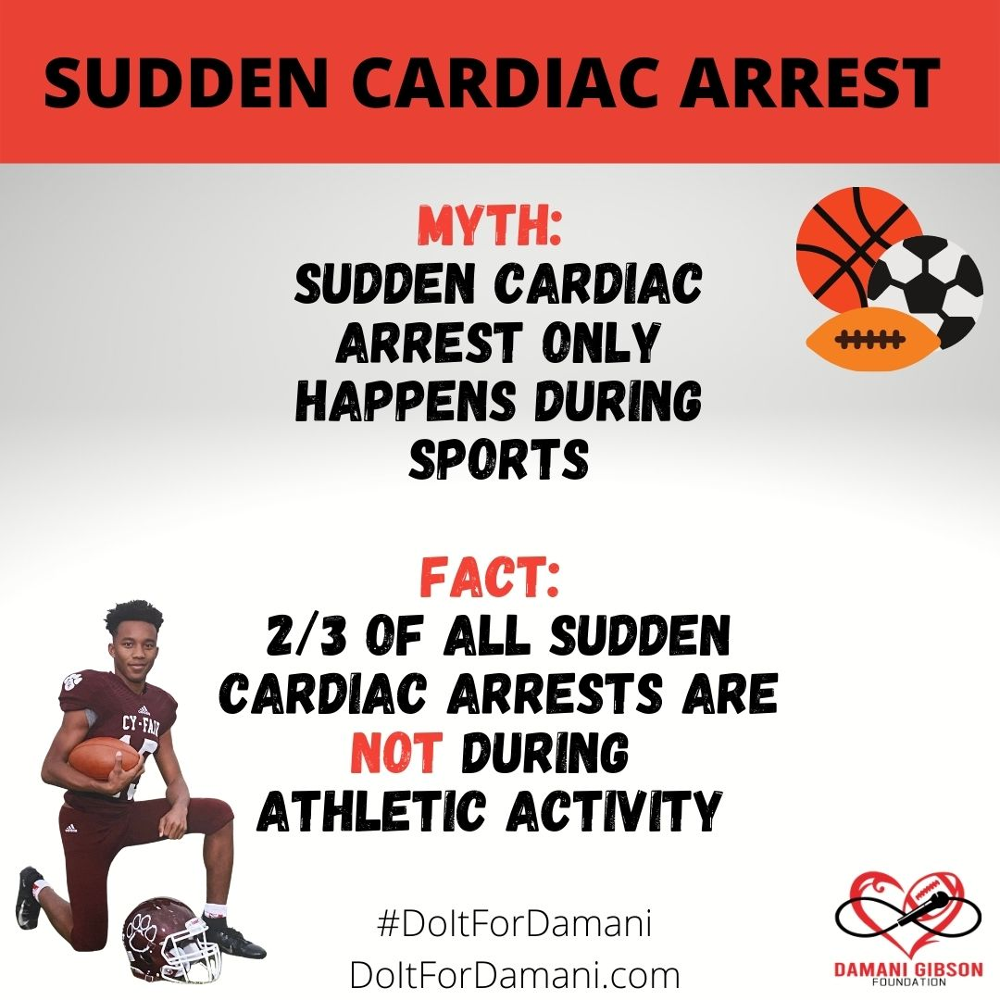 SUDDEN CARDIAC ARREST
MYTH:
SUDDEN CARDIAC
ARREST ONLY
HAPPENS DURING
SPORTS
FACT:
2/3 OF ALL SUDDEN
CARDIAC ARRESTS ARE
NOT DURING
ATHLETIC ACTIVITY
CY-FAIR
adidas
#DoItForDamani
DoItForDamani.com
DAMANI GIBSON
FOUNDATION